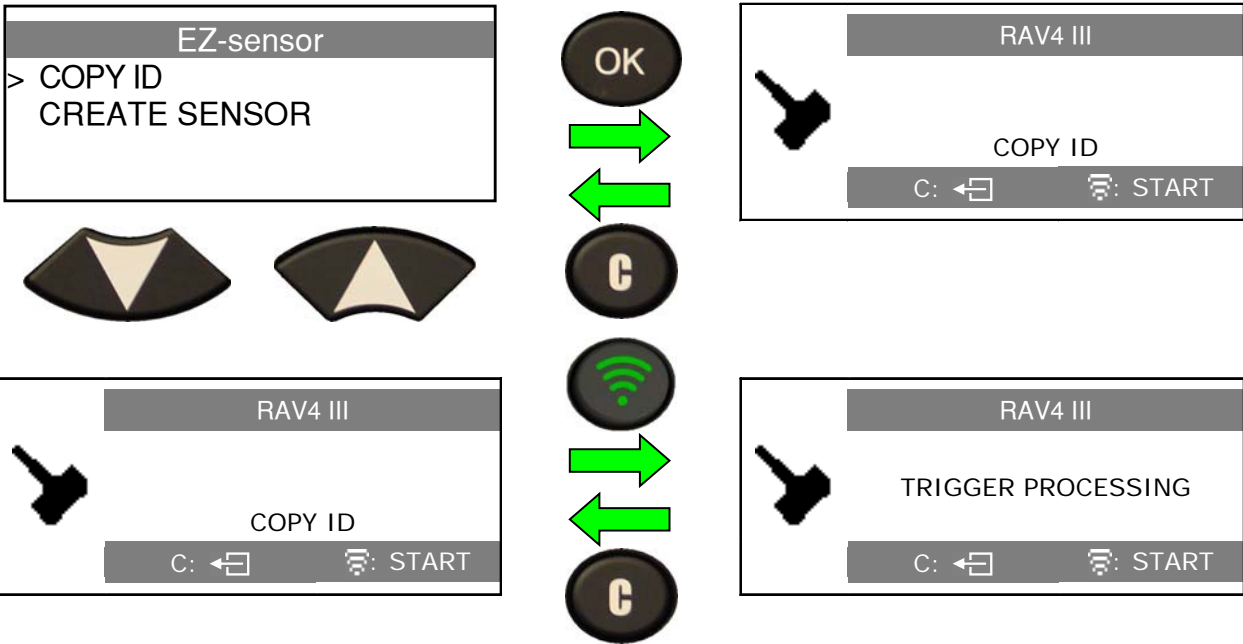 EZ-sensor
> COPY ID
CREATE SENSOR
OK
RAV4 III
COPY ID
C: : START
C
RAV4 III
COPY ID
C: : START
RAV4 III
TRIGGER PROCESSING
C: : START
C